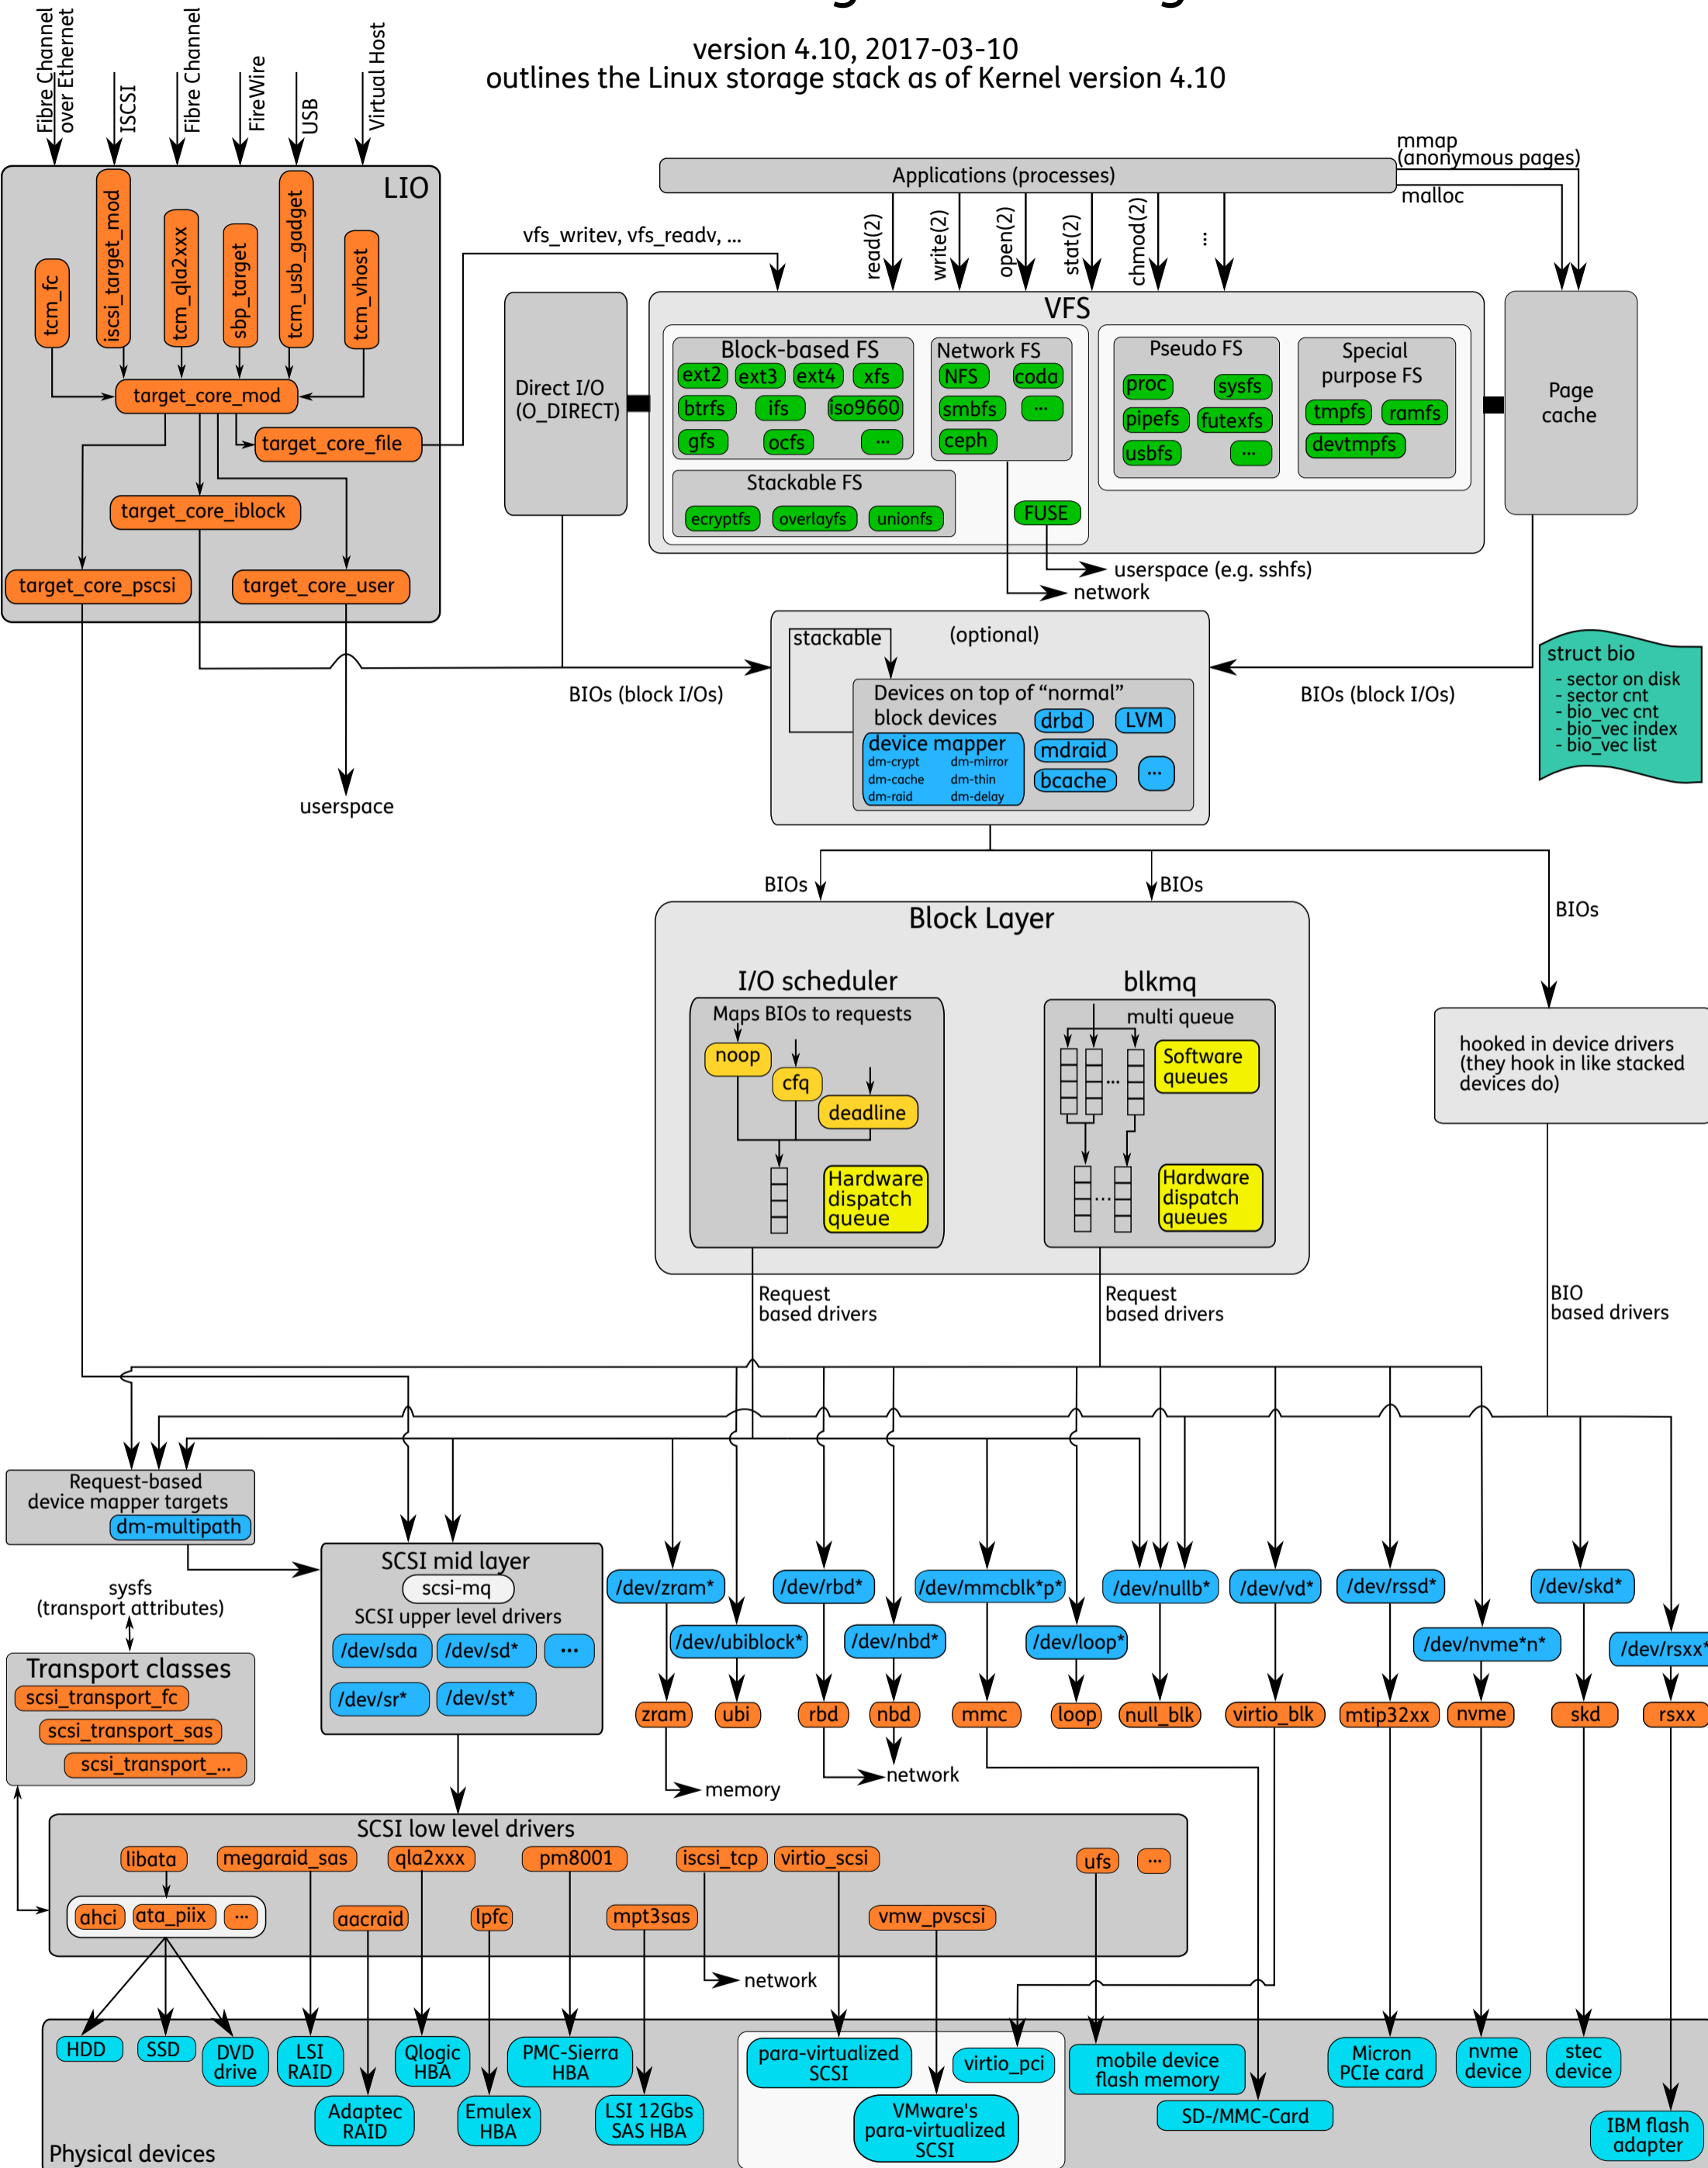 version 4.10, 2017-03-10
outlines the Linux storage stack as of Kernel version 4.10
Fibre Channel
over Ethernet
ISCSI
Fibre Channel
FireWire
USB
Virtual Host
LIO
tcm_fc
iscsi_target_mod
tcm_qla2xxx
sbp_target
tcm_usb_gadget
tcm_vhost
target_core_mod
target_core_file
target_core_iblock
target_core_pscsi
target_core_user
userspace
vfs_writev, vfs_readv, ...
Applications (processes)
mmap
(anonymous pages)
malloc
read(2)
write(2)
open(2)
stat(2)
chmod(2)
...
Direct I/O
(O_DIRECT)
VFS
Block-based FS
ext2 ext3 ext4 xfs
btrfs ifs iso9660
gfs ocfs ...
Network FS
NFS coda
smbfs ...
ceph
Pseudo FS
proc sysfs
pipefs futexfs
usbfs ...
Special
purpose FS
tmpfs ramfs
devtmpfs
Stackable FS
ecryptfs overlayfs unionfs
FUSE
userspace (e.g. sshfs)
network
Page
cache
stackable (optional)
Devices on top of “normal”
block devices
drbd LVM
device mapper
dm-crypt dm-mirror
dm-cache dm-thin
dm-raid dm-delay
mdraid
bcache
...
BIOs (block I/Os)
BIOs (block I/Os)
struct bio
- sector on disk
- sector cnt
- bio_vec cnt
- bio_vec index
- bio_vec list
BIOs
BIOs
BIOs
Block Layer
I/O scheduler
Maps BIOs to requests
noop
cfq
deadline
Hardware
dispatch
queue
blkmq
multi queue
...
Software
queues
...
Hardware
dispatch
queues
hooked in device drivers
(they hook in like stacked
devices do)
Request
based drivers
Request
based drivers
BIO
based drivers
Request-based
device mapper targets
dm-multipath
sysfs
(transport attributes)
Transport classes
scsi_transport_fc
scsi_transport_sas
scsi_transport_...
SCSI mid layer
scsi-mq
SCSI upper level drivers
/dev/sda /dev/sd* ...
/dev/sr* /dev/st*
/dev/zram* /dev/rbd* /dev/mmcblk*p* /dev/nullb* /dev/vd* /dev/rssd* /dev/skd*
/dev/ubiblock* /dev/nbd* /dev/loop* /dev/nvme*n* /dev/rsxx*
zram ubi rbd nbd mmc loop null_blk virtio_blk mtip32xx nvme skd rsxx
memory
network
SCSI low level drivers
libata megaraid_sas qla2xxx pm8001 iscsi_tcp virtio_scsi ufs ...
ahci ata_piix ... aacraid lpfc mpt3sas vmw_pvscsi
network
HDD
SSD
DVD
drive
LSI
RAID
Adaptec
RAID
Qlogic
HBA
Emulex
HBA
PMC-Sierra
HBA
LSI 12Gbs
SAS HBA
para-virtualized
SCSI
virtio_pci
VMware's
para-virtualized
SCSI
mobile device
flash memory
SD-/MMC-Card
Micron
PCIe card
nvme
device
stec
device
IBM flash
adapter
Physical devices